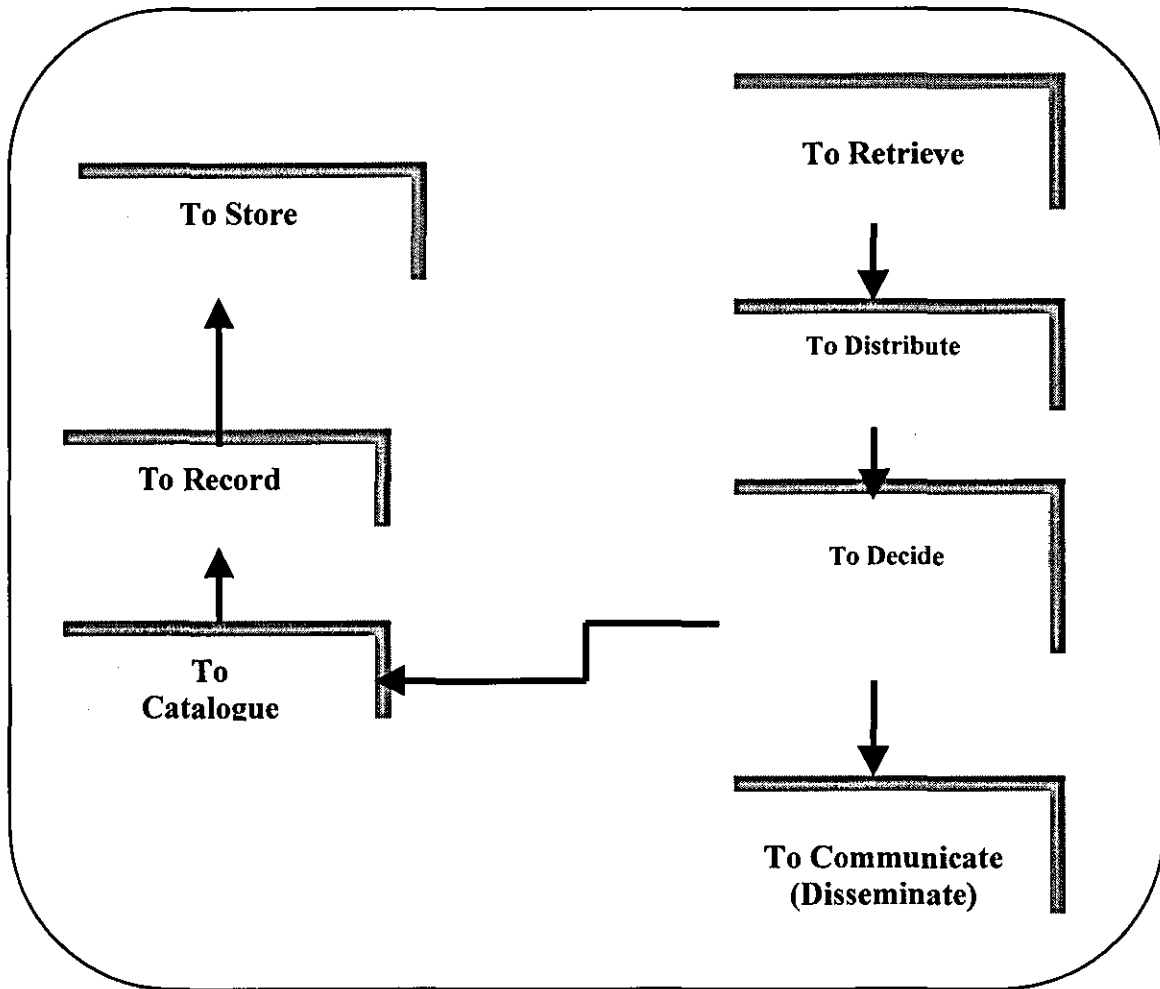 To Retrieve
To Store
To Distribute
To Record
To Decide
To
Catalogue
To Communicate
(Disseminate)